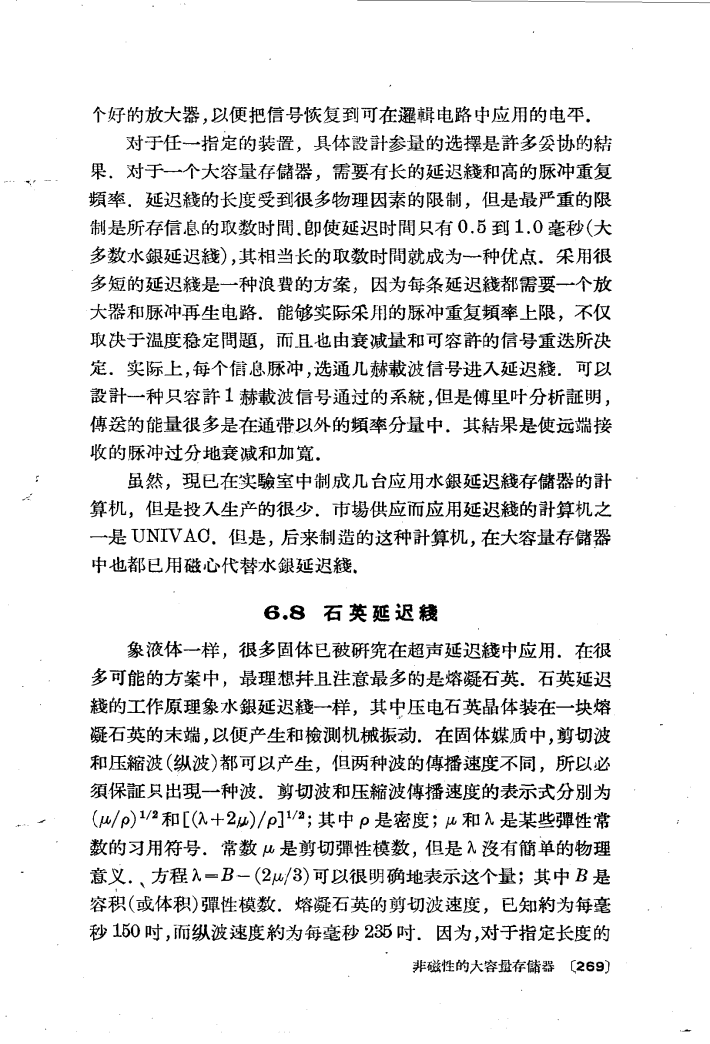 个好的放大器,以便把信号恢复到可在邏輯电路中应用的电平．
对于任一指定的装置，具体設計参量的选擇是許多妥协的結
果．对于一个大容量存儲器，需要有长的延迟綫和高的脉冲重复
頻率．延迟綫的长度受到很多物理因素的限制，但是最严重的限
制是所存信息的取数时間．卽使延迟时間只有0.5到1.0毫秒(大
多数水銀延迟綫),其相当长的取数时間就成为一种优点．采用很
多短的延迟綫是一种浪費的方案，因为每条延迟綫都需要一个放
大器和脉冲再生电路．能够实际采用的脉冲重复頻率上限，不仅
取决于温度稳定問題，而且也由衰减量和可容許的信号重迭所决
定．实际上,每个信息脉冲,选通几赫載波信号进入延迟綫．可以
設計一种只容許1赫載波信号通过的系統,但是傅里叶分析証明，
傳送的能量很多是在通带以外的頻率分量中．其結果是使远端接
收的脉冲过分地衰减和加寬．
虽然，現已在实驗室中制成几台应用水銀延迟綫存儲器的計
算机，但是投入生产的很少．市場供应而应用延迟綫的計算机之
一是UNIVAC．但是，后来制造的这种計算机，在大容量存儲器
中也都已用磁心代替水銀延迟綫．
6.8 石英延迟綫
象液体一样，很多固体已被研究在超声延迟綫中应用．在很
多可能的方案中，最理想幷且注意最多的是熔凝石英．石英延迟
綫的工作原理象水銀延迟綫一样，其中压电石英晶体装在一块熔
凝石英的末端,以便产生和檢測机械振动．在固体媒质中,剪切波
和压縮波(纵波)都可以产生，但两种波的傳播速度不同，所以必
須保証只出現一种波．剪切波和压縮波傳播速度的表示式分别为
(μ/ρ)^1/2和[(λ+2μ)/ρ]^1/2；其中ρ是密度；μ和λ是某些彈性常
数的习用符号．常数μ是剪切彈性模数，但是λ沒有簡单的物理
意义．、方程λ=B-(2μ/3)可以很明确地表示这个量；其中B是
容积(或体积)彈性模数．熔凝石英的剪切波速度，已知約为每毫
秒150吋,而纵波速度約为每毫秒235吋．因为,对于指定长度的
非磁性的大容量存儲器〔269〕